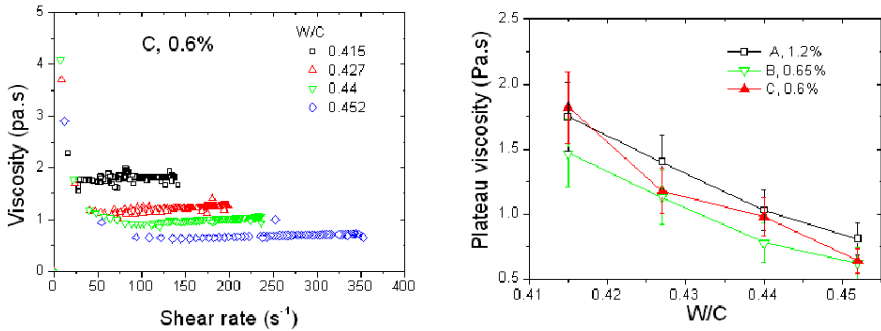 C, 0.6%
W/C
0.415
0.427
0.44
0.452
Viscosity (pa.s)
5
4
3
2
1
0
0 50 100 150 200 250 300 350 400
Shear rate (s-1)
A, 1.2%
B, 0.65%
C, 0.6%
Plateau viscosity (Pa.s)
2.5
2.0
1.5
1.0
0.5
0.41 0.42 0.43 0.44 0.45
W/C